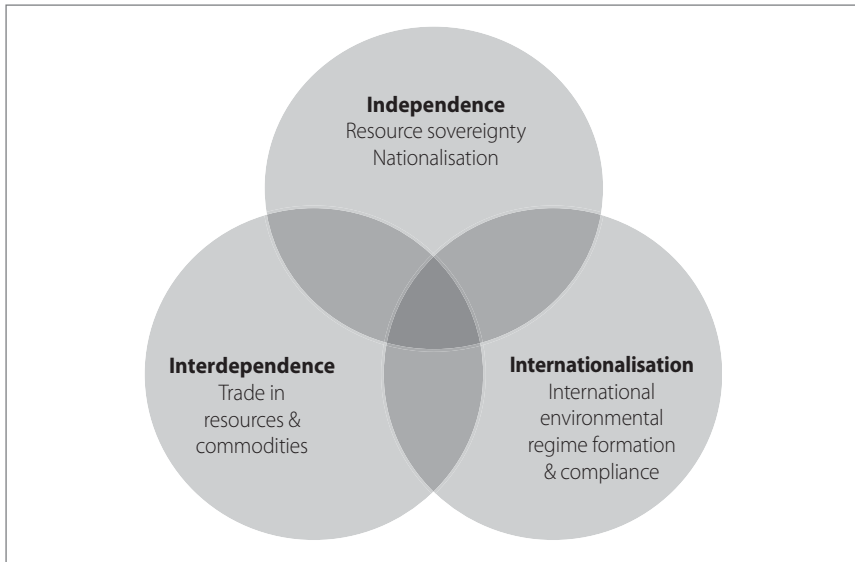 Independence
Resource sovereignty
Nationalisation
Interdependence
Trade in
resources &
commodities
Internationalisation
International
environmental
regime formation
& compliance